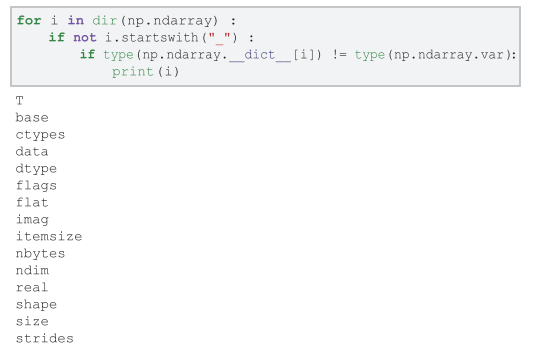 for i in dir(np.ndarray) :
    if not i.startswith("_") :
        if type(np.ndarray.__dict__[i]) != type(np.ndarray.var):
            print(i)
T
base
ctypes
data
dtype
flags
flat
imag
itemsize
nbytes
ndim
real
shape
size
strides